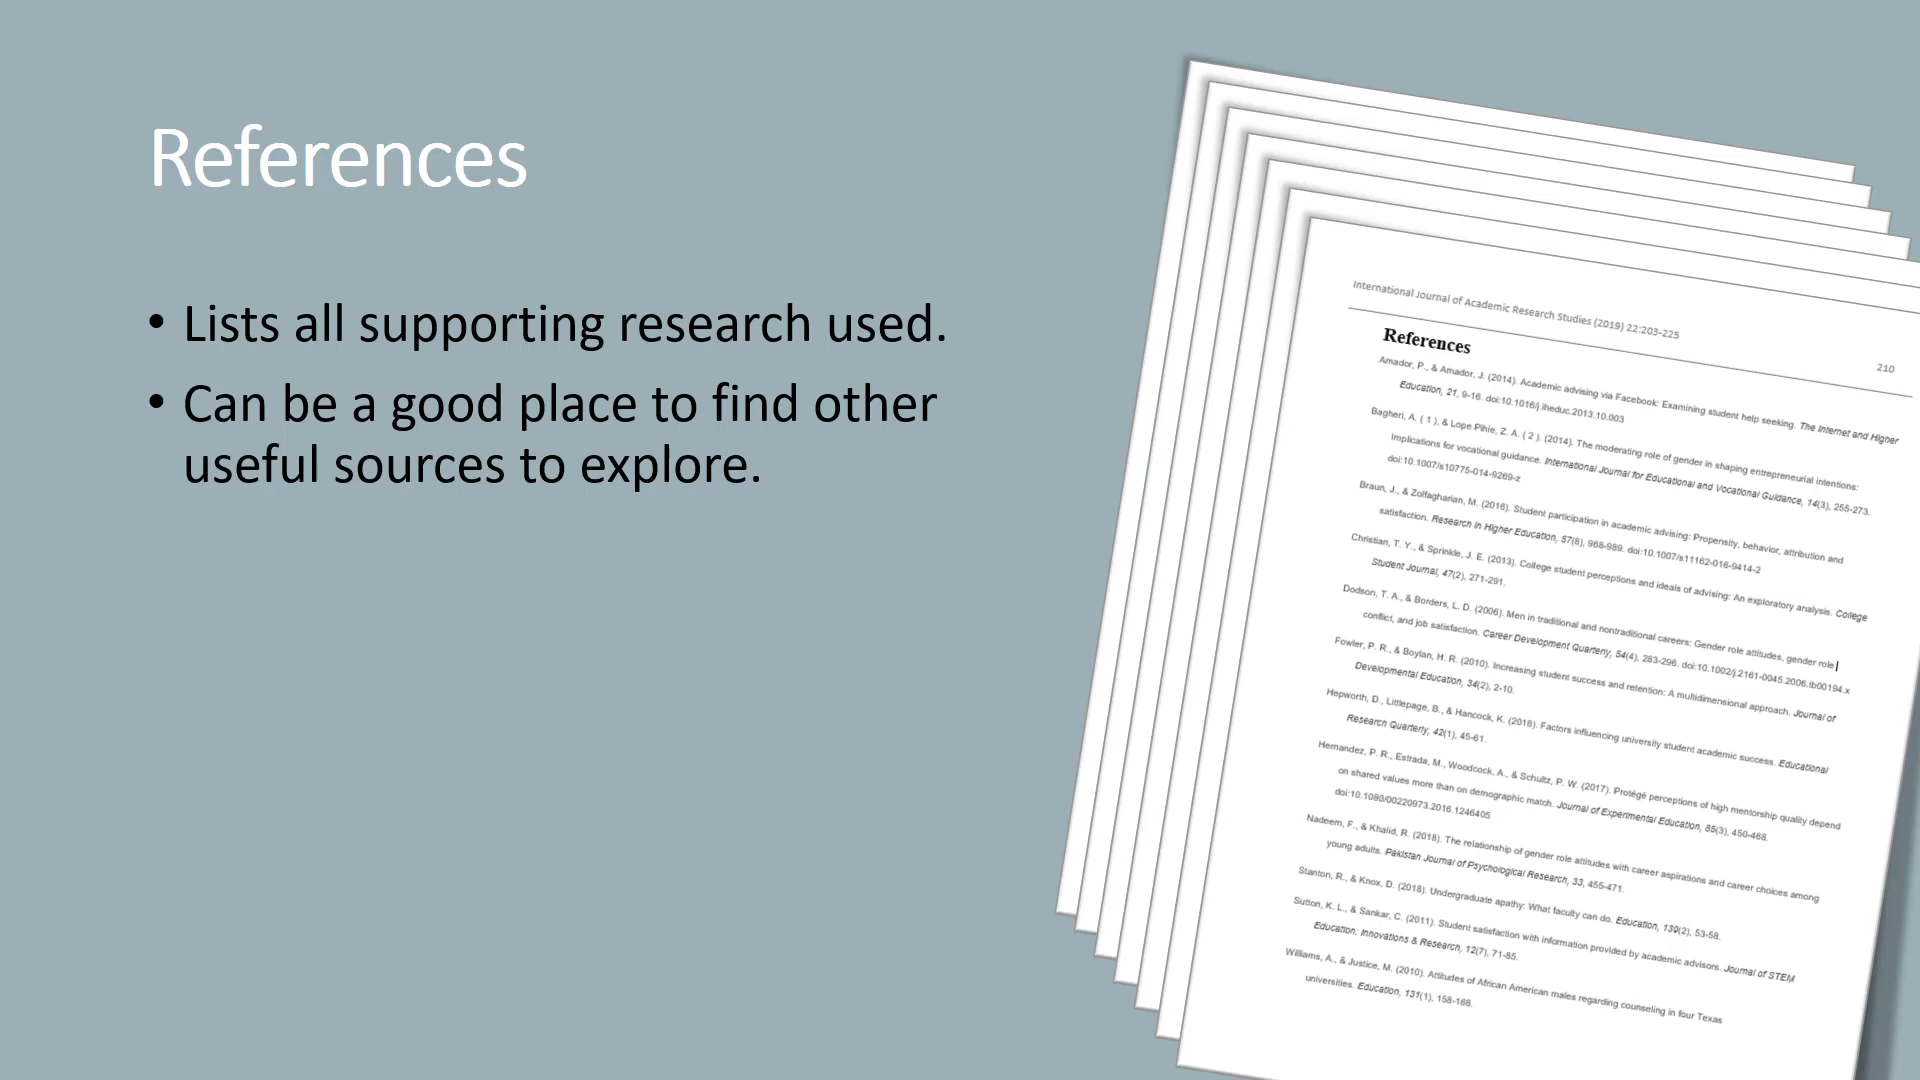 References
• Lists all supporting research used.
• Can be a good place to find other
useful sources to explore.
International Journal of Academic Research Studies (2019) 22:203-225
210
References
Amador, P., & Amador, J. (2014). Academic advising via Facebook: Examining student help seeking. The Internet and Higher
Education, 21, 9-16. doi:10.1016/j.iheduc.2013.10.003
Bagheri, A. ( 1 ), & Lope Pihie, Z. A. ( 2 ). (2014). The moderating role of gender in shaping entrepreneurial intentions:
Implications for vocational guidance. International Journal for Educational and Vocational Guidance, 14(3), 255-273.
doi:10.1007/s10775-014-9269-z
Braun, J., & Zolfagharian, M. (2016). Student participation in academic advising: Propensity, behavior, attribution and
satisfaction. Research in Higher Education, 57(8), 968-989. doi:10.1007/s11162-016-9414-2
Christian, T. Y., & Sprinkle, J. E. (2013). College student perceptions and ideals of advising: An exploratory analysis. College
Student Journal, 47(2), 271-291.
Dodson, T. A., & Borders, L. D. (2006). Men in traditional and nontraditional careers: Gender role attitudes, gender role
conflict, and job satisfaction. Career Development Quarterly, 54(4), 283-296. doi:10.1002/j.2161-0045.2006.tb00194.x
Fowler, P. R., & Boylan, H. R. (2010). Increasing student success and retention: A multidimensional approach. Journal of
Developmental Education, 34(2), 2-10.
Hepworth, D., Littlepage, B., & Hancock, K. (2018). Factors influencing university student academic success. Educational
Research Quarterly, 42(1), 45-61.
Hernandez, P. R., Estrada, M., Woodcock, A., & Schultz, P. W. (2017). Protégé perceptions of high mentorship quality depend
on shared values more than on demographic match. Journal of Experimental Education, 85(3), 450-468.
doi:10.1080/00220973.2016.1246405
Nadeem, F., & Khalid, R. (2018). The relationship of gender role attitudes with career aspirations and career choices among
young adults. Pakistan Journal of Psychological Research, 33, 455-471.
Stanton, R., & Knox, D. (2018). Undergraduate apathy: What faculty can do. Education, 139(2), 53-58.
Sutton, K. L., & Sankar, C. (2011). Student satisfaction with information provided by academic advisors. Journal of STEM
Education: Innovations & Research, 12(7), 71-85.
Williams, A., & Justice, M. (2010). Attitudes of African American males regarding counseling in four Texas
universities. Education, 131(1), 158-168.